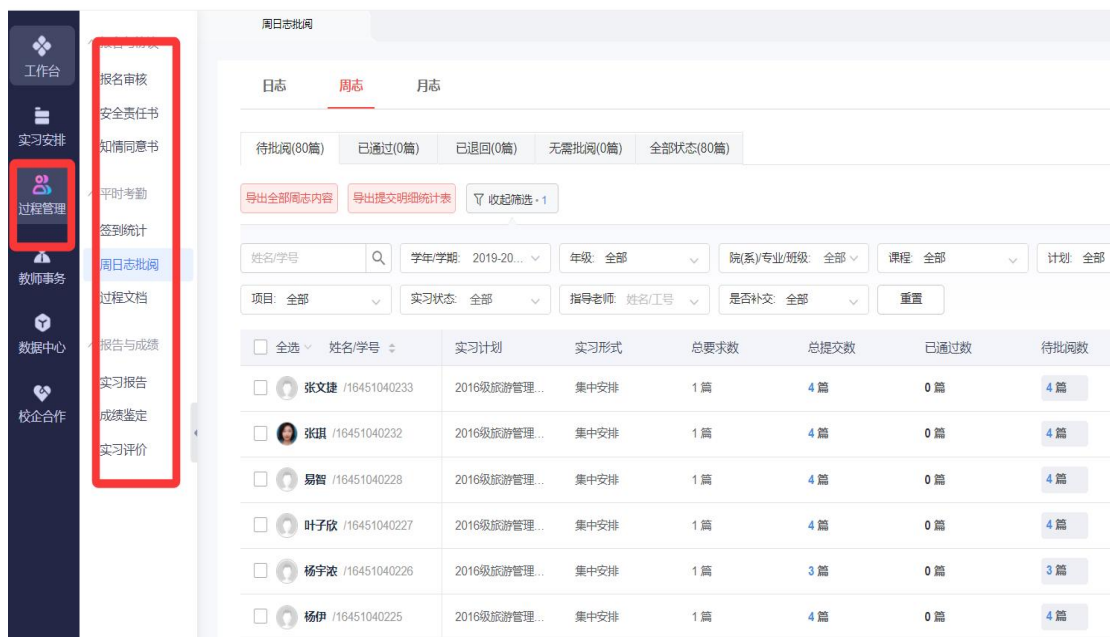 周日志批阅
工作台
实习安排
过程管理
教师事务
数据中心
校企合作
报名审核
安全责任书
知情同意书
平时考勤
签到统计
周日志批阅
过程文档
报告与成绩
实习报告
成绩鉴定
实习评价
日志 周志 月志
待批阅(80篇) 已通过(0篇) 已退回(0篇) 无需批阅(0篇) 全部状态(80篇)
导出全部周志内容 导出提交明细统计表 收起筛选 · 1
姓名/学号 学年/学期: 2019-20... 年级: 全部 院(系)/专业/班级: 全部 课程: 全部 计划: 全部
项目: 全部 实习状态: 全部 指导老师: 姓名/工号 是否补交: 全部 重置
全选 姓名/学号 实习计划 实习形式 总要求数 总提交数 已通过数 待批阅数
张文捷 /16451040233 2016级旅游管理... 集中安排 1 篇 4 篇 0 篇 4 篇
张琪 /16451040232 2016级旅游管理... 集中安排 1 篇 4 篇 0 篇 4 篇
易智 /16451040228 2016级旅游管理... 集中安排 1 篇 4 篇 0 篇 4 篇
叶子欣 /16451040227 2016级旅游管理... 集中安排 1 篇 4 篇 0 篇 4 篇
杨宇浓 /16451040226 2016级旅游管理... 集中安排 1 篇 3 篇 0 篇 3 篇
杨伊 /16451040225 2016级旅游管理... 集中安排 1 篇 4 篇 0 篇 4 篇